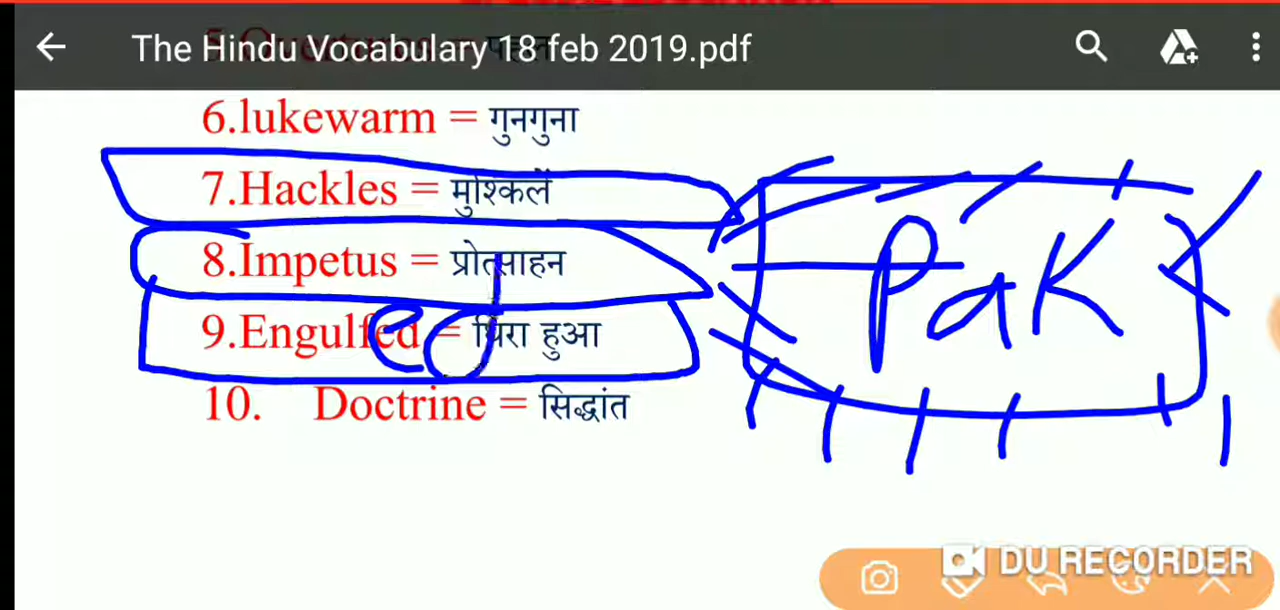 The Hindu Vocabulary 18 feb 2019.pdf
6.lukewarm = गुनगुना
7.Hackles = मुश्किलें
8.Impetus = प्रोत्साहन
9.Engulfed = घिरा हुआ
10. Doctrine = सिद्धांत
ed
Pak
DU RECORDER